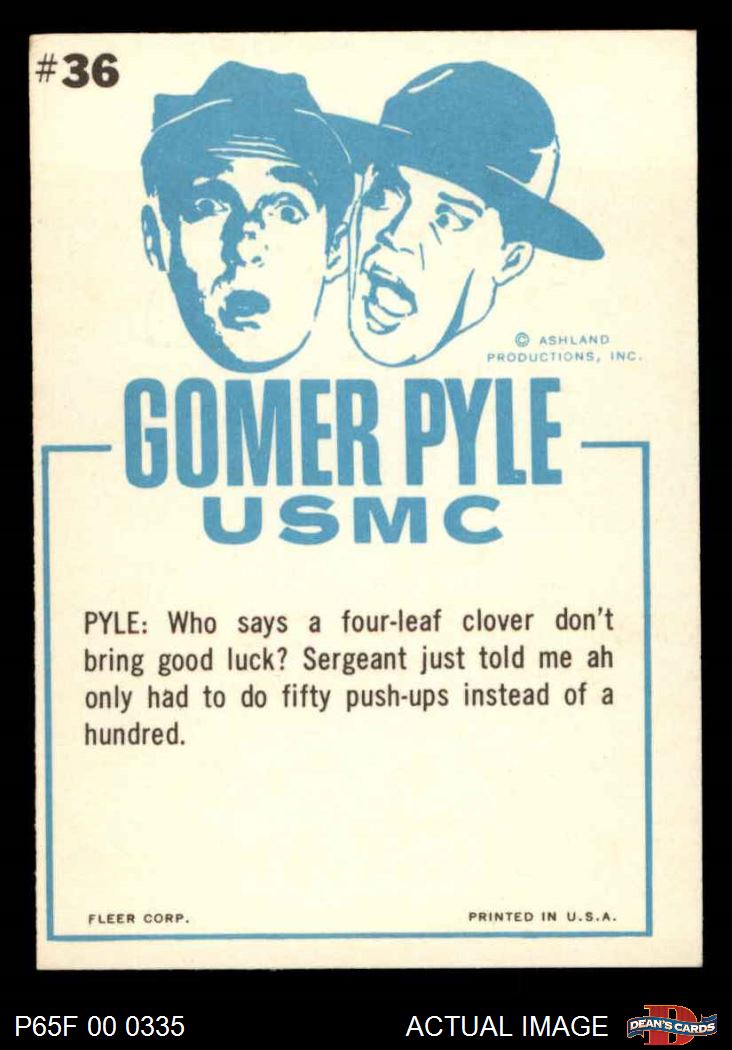 #36
© ASHLAND
PRODUCTIONS, INC.
GOMER PYLE
USMC
PYLE: Who says a four-leaf clover don't
bring good luck? Sergeant just told me ah
only had to do fifty push-ups instead of a
hundred.
FLEER CORP.
PRINTED IN U.S.A.
P65F 00 0335
ACTUAL IMAGE
D
DEAN'S CARDS